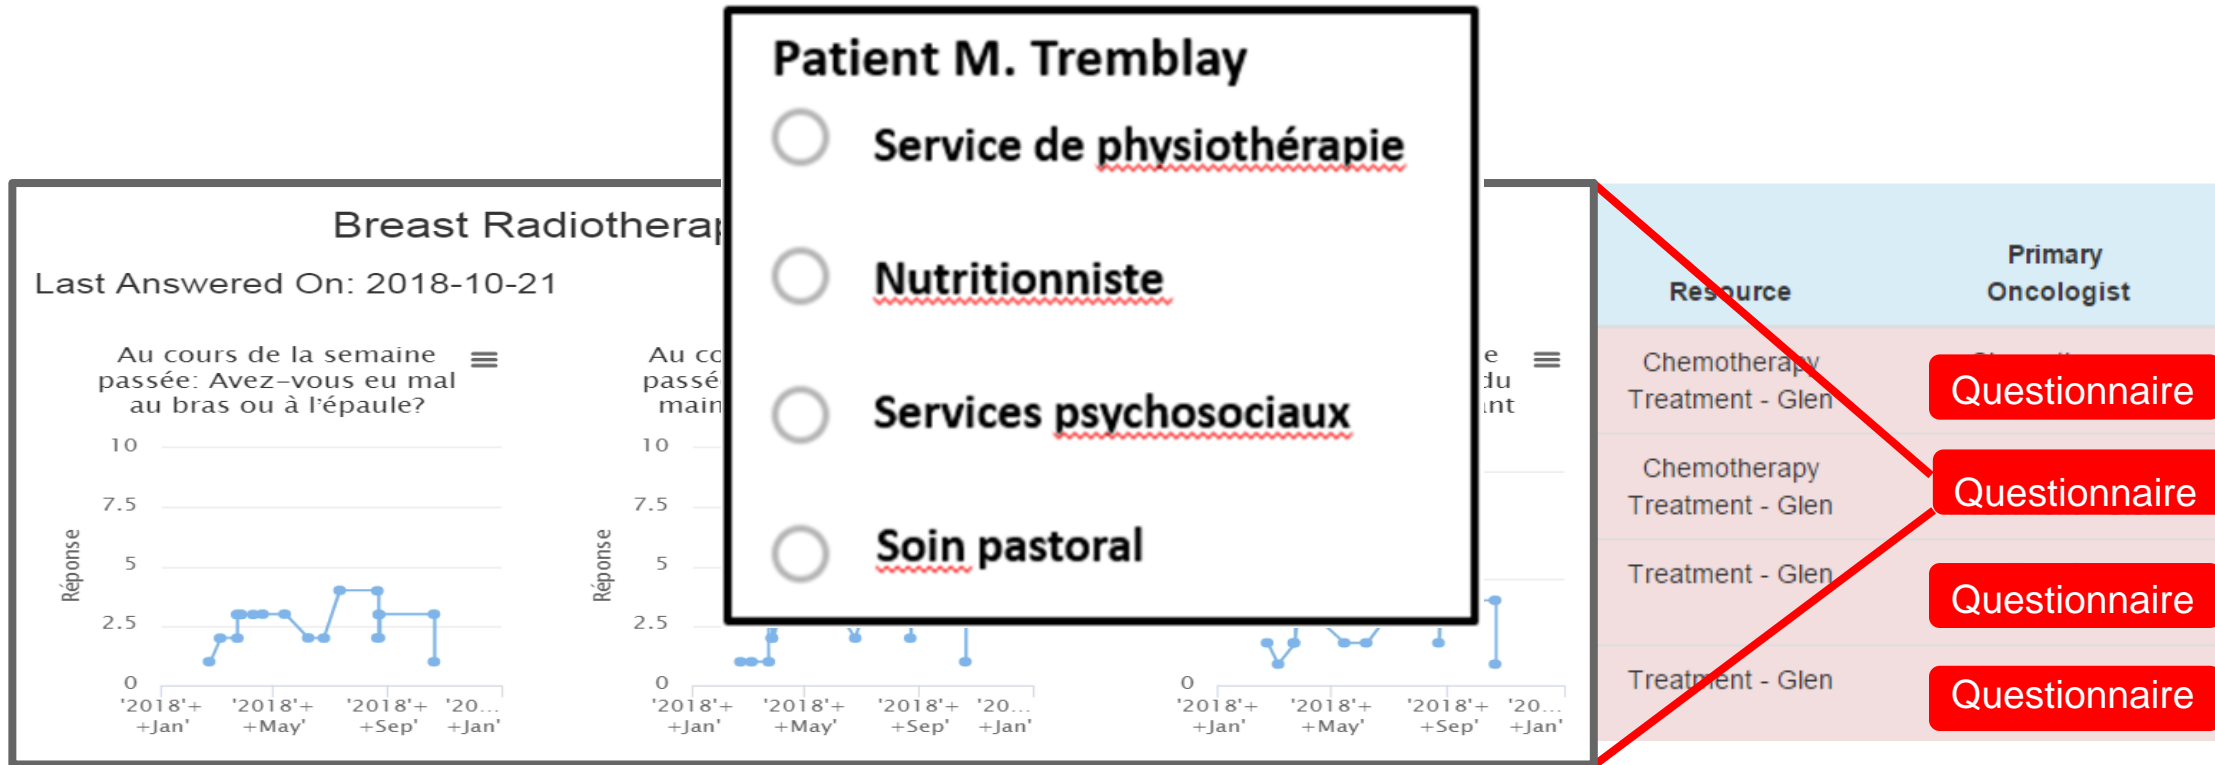 Patient M. Tremblay
Service de physiothérapie
Nutritionniste
Services psychosociaux
Soin pastoral
Breast Radiothera
Last Answered On: 2018-10-21
Au cours de la semaine
passée: Avez-vous eu mal
au bras ou à l'épaule?
10
7.5
5
2.5
0
Réponse
'2018'+ '2018'+ '2018'+ '20...
+Jan' +May' +Sep' +Jan'
Au co
passé
main
10
7.5
5
2.5
0
Réponse
'2018'+ '2018'+ '2018'+ '20...
+Jan' +May' +Sep' +Jan'
e
du
ant
0
'2018'+ '2018'+ '2018'+ '20...
+Jan' +May' +Sep' +Jan'
Resource
Primary
Oncologist
Chemotherapy
Treatment - Glen
Questionnaire
Chemotherapy
Treatment - Glen
Questionnaire
Treatment - Glen
Questionnaire
Treatment - Glen
Questionnaire